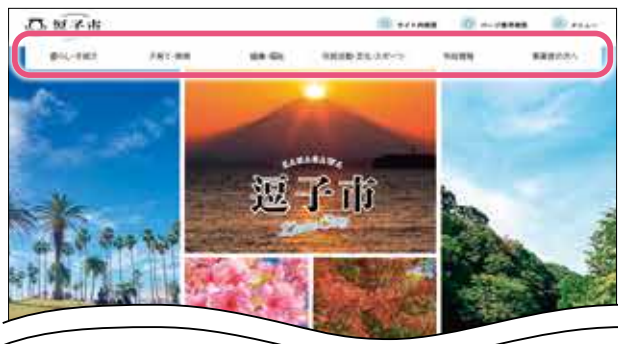 逗子市
サイト内検索 ページ番号検索 メニュー
暮らし・手続き 子育て・教育 健康・福祉 市民活動・文化・スポーツ 市政情報 事業者の方へ
KANAGAWA
逗子市
Zushi City